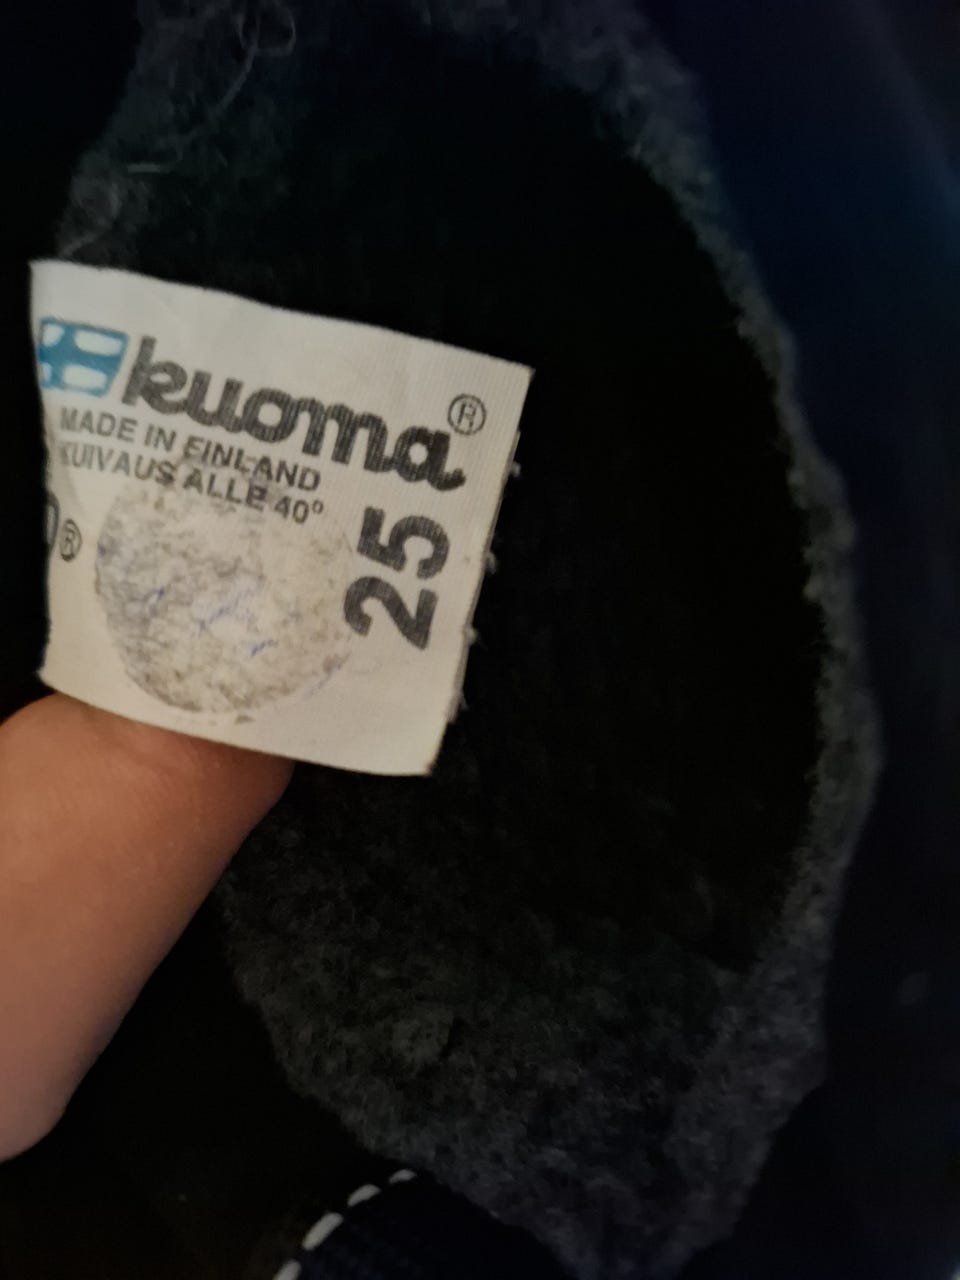 kuoma®
MADE IN FINLAND
KUIVAUS ALLE 40°
®
25